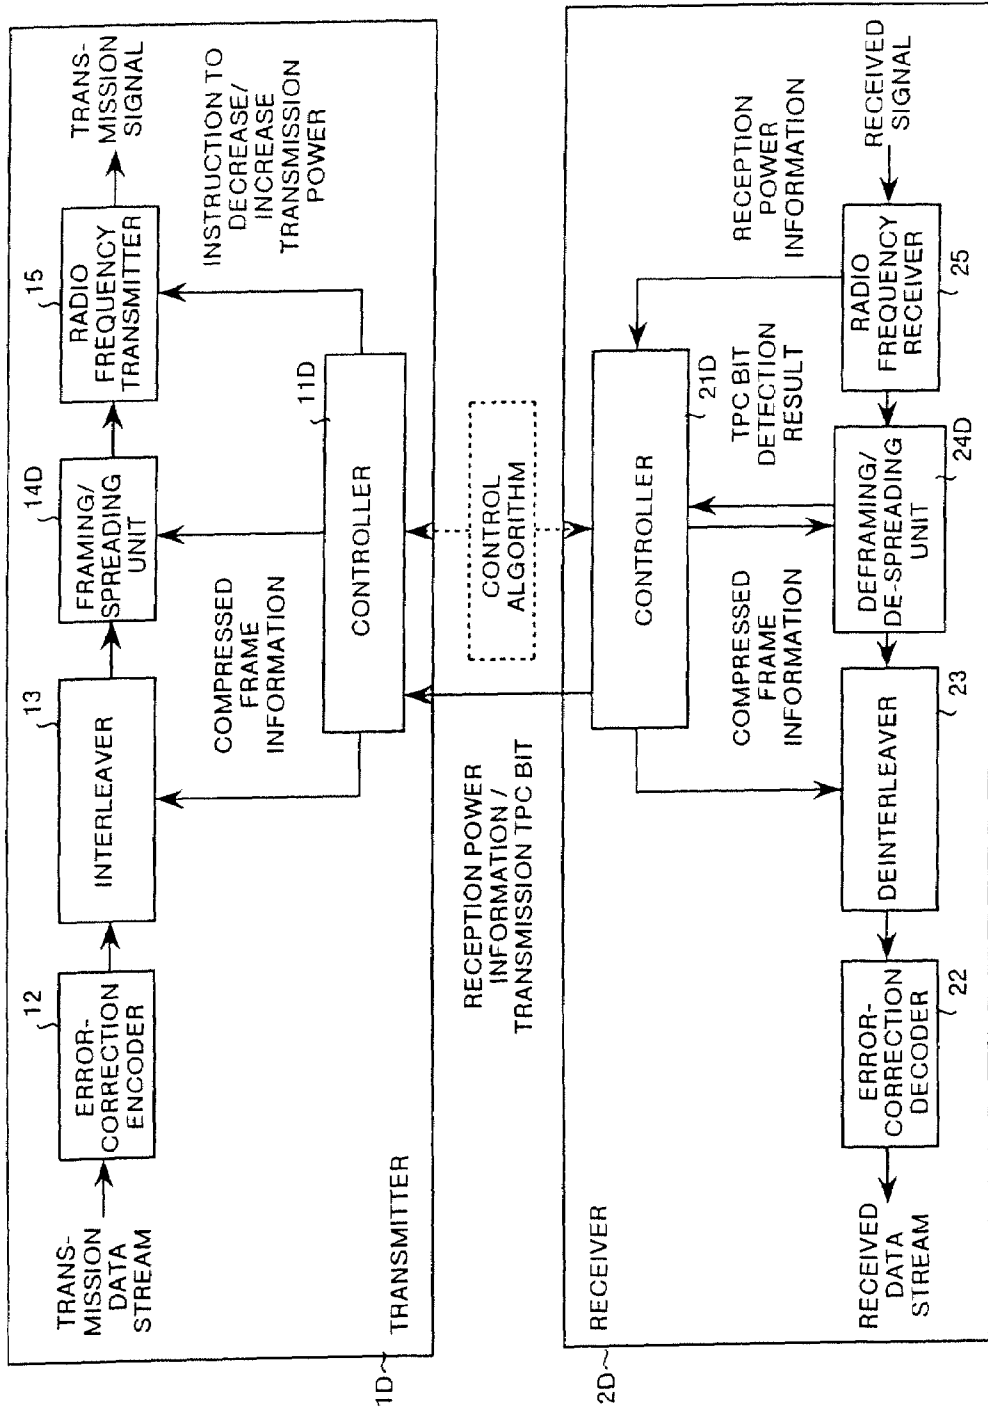 TRANS-
MISSION
DATA
STREAM
12
ERROR-
CORRECTION
ENCODER
13
INTERLEAVER
14D
FRAMING/
SPREADING
UNIT
15
RADIO
FREQUENCY
TRANSMITTER
TRANS-
MISSION
SIGNAL
COMPRESSED
FRAME
INFORMATION
INSTRUCTION TO
DECREASE/
INCREASE
TRANSMISSION
POWER
11D
CONTROLLER
1D
TRANSMITTER
RECEPTION POWER
INFORMATION /
TRANSMISSION TPC BIT
CONTROL
ALGORITHM
2D
RECEIVER
CONTROLLER
21D
RECEPTION
POWER
INFORMATION
COMPRESSED
FRAME
INFORMATION
TPC BIT
DETECTION
RESULT
RECEIVED
DATA
STREAM
ERROR-
CORRECTION
DECODER
22
DEINTERLEAVER
23
DEFRAMING/
DE-SPREADING
UNIT
24D
RADIO
FREQUENCY
RECEIVER
25
RECEIVED
SIGNAL